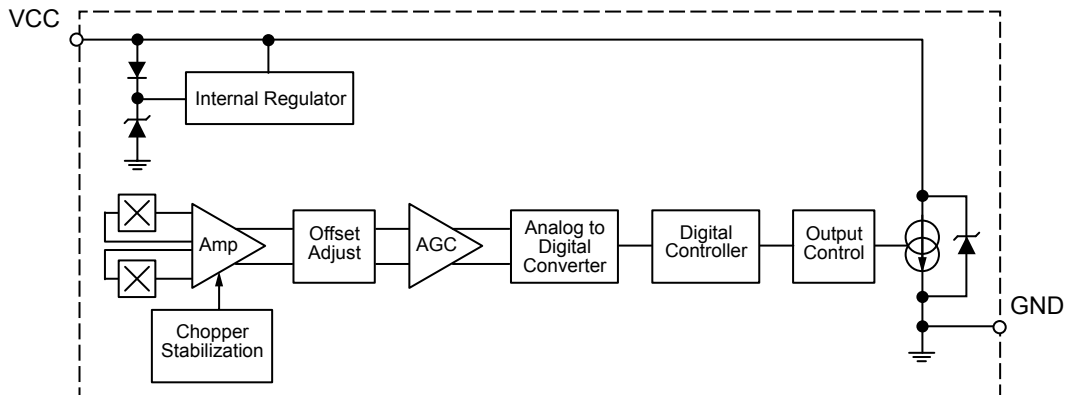 VCC
Internal Regulator
Amp
Offset
Adjust
AGC
Analog to
Digital
Converter
Digital
Controller
Output
Control
Chopper
Stabilization
GND